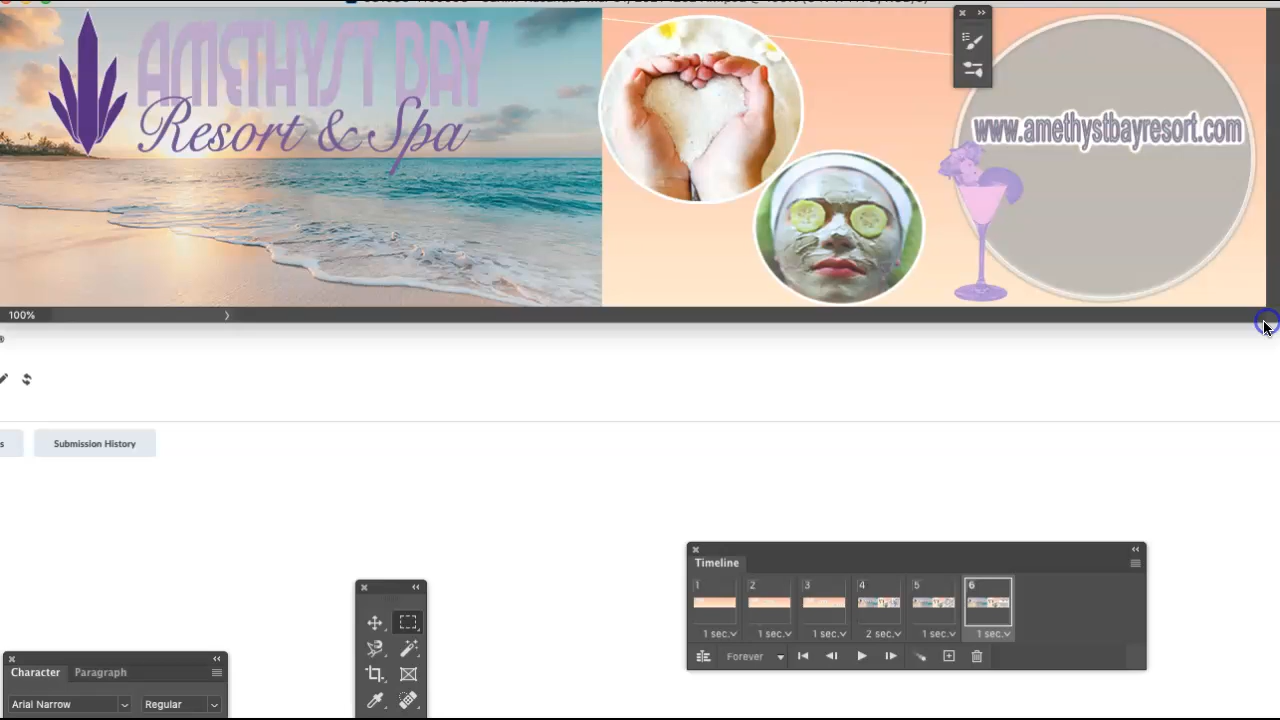 AMETHYST BAY
Resort & Spa
www.amethystbayresort.com
100%
s
Submission History
Timeline
1 2 3 4 5 6
1 sec. 1 sec. 1 sec. 2 sec. 1 sec. 1 sec.
Forever
Character Paragraph
Arial Narrow Regular